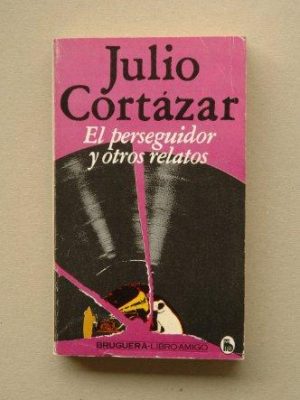 Julio
Cortázar
El perseguidor
y otros relatos
BRUGUERA-LIBRO AMIGO